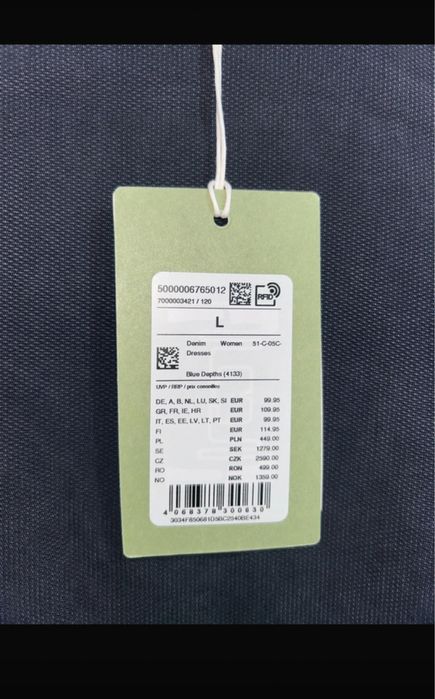 5000006765012
RFID
7000003421 / 120
L
Denim Women 51-C-05C-
Dresses
Blue Depths (4133)
UVP / RRP / prix conseilles
DE, A, B, NL, LU, SK, SI EUR 99.95
GR, FR, IE, HR EUR 109.95
IT, ES, EE, LV, LT, PT EUR 99.95
FI EUR 114.95
PL PLN 449.00
SE SEK 1279.00
CZ CZK 2590.00
RO RON 499.00
NO NOK 1359.00
4 068378 300630
3034F850681D5BC2540BE434